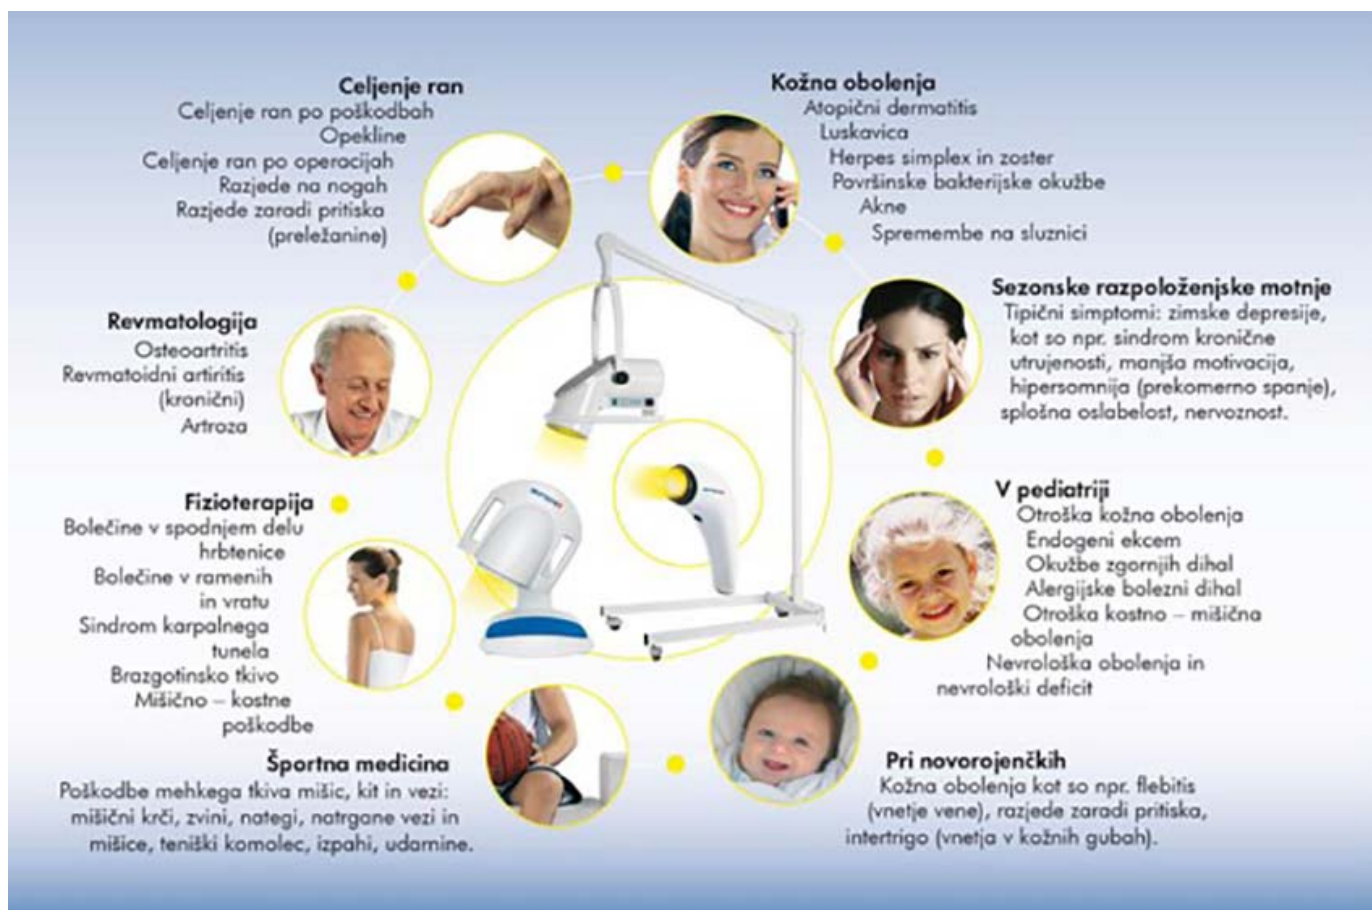 Celjenje ran
Celjenje ran po poškodbah
Opekline
Celjenje ran po operacijah
Razjede na nogah
Razjede zaradi pritiska
(preležanine)
Kožna obolenja
Atopični dermatitis
Luskavica
Herpes simplex in zoster
Površinske bakterijske okužbe
Akne
Spremembe na sluznici
Sezonske razpoloženjske motnje
Tipični simptomi: zimske depresije,
kot so npr. sindrom kronične
utrujenosti, manjša motivacija,
hipersomnija (prekomerno spanje),
splošna oslabelost, nervoznost.
V pediatriji
Otroška kožna obolenja
Endogeni ekcem
Okužbe zgornjih dihal
Alergijske bolezni dihal
Otroška kostno – mišična
obolenja
Nevrološka obolenja in
nevrološki deficit
Pri novorojenčkih
Kožna obolenja kot so npr. flebitis
(vnetje vene), razjede zaradi pritiska,
intertrigo (vnetja v kožnih gubah).
Športna medicina
Poškodbe mehkega tkiva mišic, kit in vezi:
mišični krči, zvini, nategi, natrgane vezi in
mišice, teniški komolec, izpahi, udarnine.
Fizioterapija
Bolečine v spodnjem delu
hrbtenice
Bolečine v ramenih
in vratu
Sindrom karpalnega
tunela
Brazgotinsko tkivo
Mišično – kostne
poškodbe
Revmatologija
Osteoartritis
Revmatoidni artiritis
(kronični)
Artroza